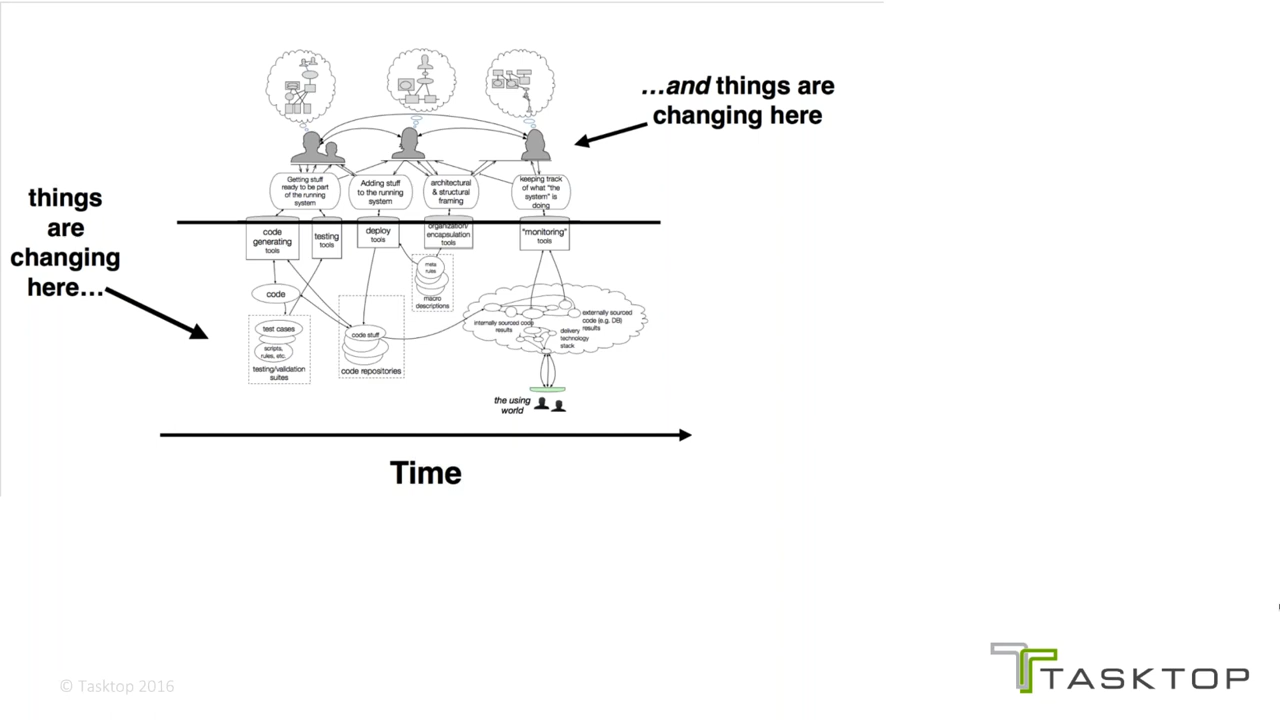 …and things are
changing here
things
are
changing
here…
Getting stuff
ready to be part
of the running
system
Adding stuff
to the running
system
architectural
& structural
framing
keeping track
of what "the
system" is
doing
code
generating
tools
testing
tools
deploy
tools
organization/
encapsulation
tools
"monitoring"
tools
code
meta
rules
macro
descriptions
test cases
scripts,
rules, etc.
testing/validation
suites
code stuff
code repositories
internally sourced code
results
externally sourced
code (e.g. DB)
results
delivery
technology
stack
the using
world
Time
© Tasktop 2016
TASKTOP